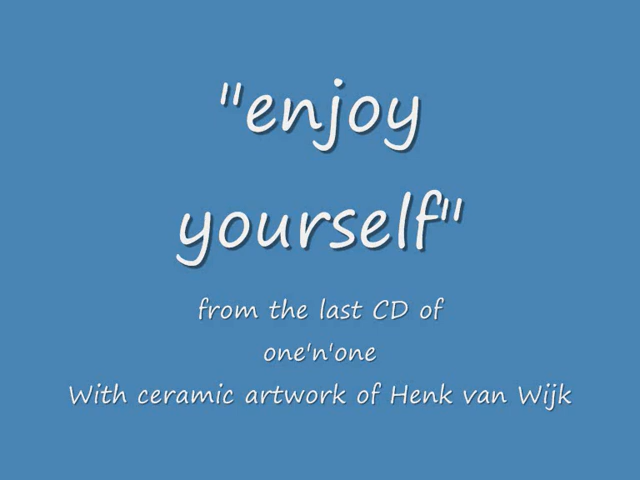 "enjoy
yourself"
from the last CD of
one'n'one
With ceramic artwork of Henk van Wijk